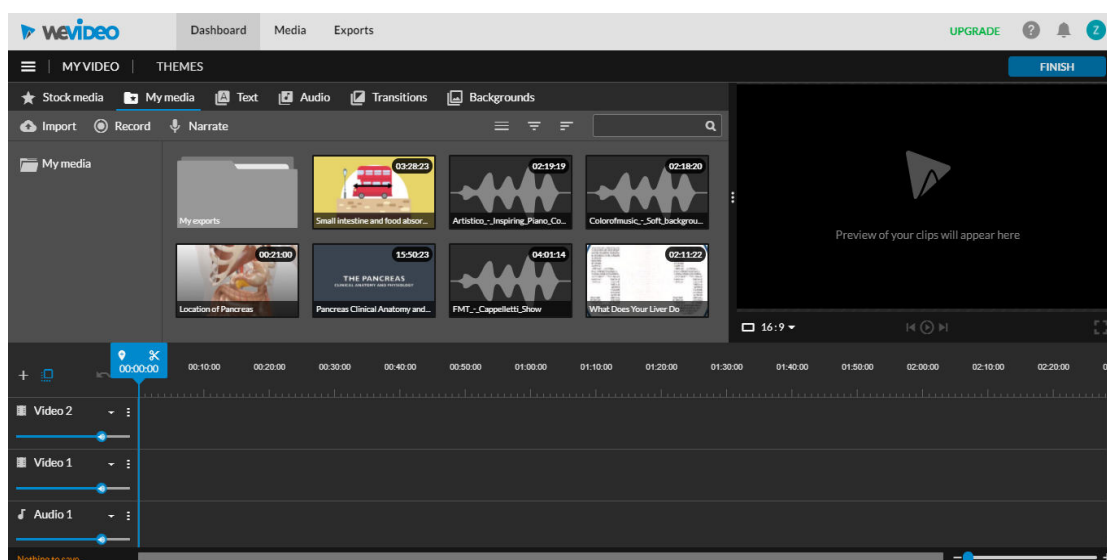 WEVIDEO Dashboard Media Exports UPGRADE ? Z
MY VIDEO THEMES FINISH
Stock media My media Text Audio Transitions Backgrounds
Import Record Narrate
My media
03:28:23 02:19:19 02:18:20
My exports Small intestine and food absor... Artistico_-_Inspiring_Piano_Co... Colorofmusic_-_Soft_backgrou...
Preview of your clips will appear here
00:21:00 15:50:23 04:01:14 02:11:22
THE PANCREAS
CLINICAL ANATOMY AND PHYSIOLOGY
Location of Pancreas Pancreas Clinical Anatomy and... FMT_-_Cappelletti_Show What Does Your Liver Do
16:9
00:00:00 00:10:00 00:20:00 00:30:00 00:40:00 00:50:00 01:00:00 01:10:00 01:20:00 01:30:00 01:40:00 01:50:00 02:00:00 02:10:00 02:20:00
Video 2
Video 1
Audio 1
Nothing to save